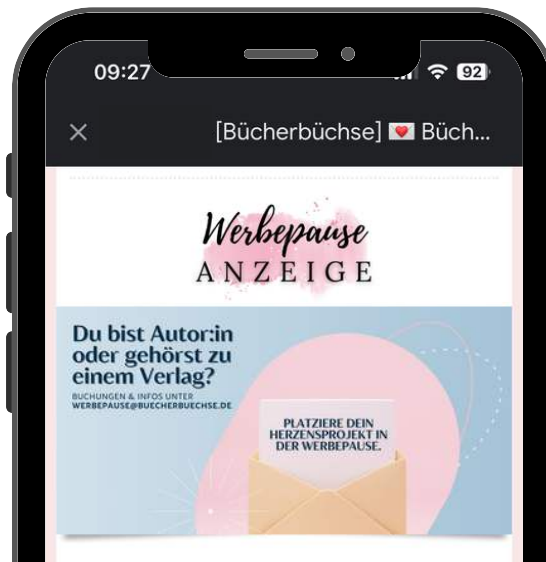 09:27
92
[Bücherbüchse] 💌 Büch...
Werbepause
ANZEIGE
Du bist Autor:in
oder gehörst zu
einem Verlag?
BUCHUNGEN & INFOS UNTER
WERBEPAUSE@BUECHERBUECHSE.DE
PLATZIERE DEIN
HERZENSPROJEKT IN
DER WERBEPAUSE.